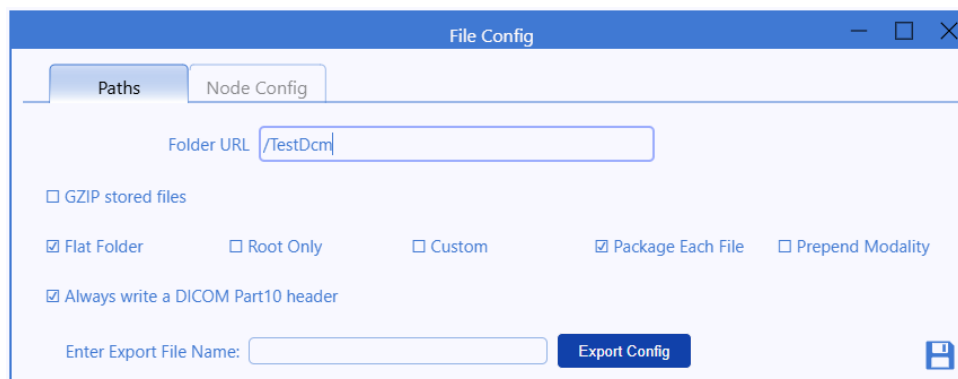 File Config
Paths Node Config
Folder URL /TestDcm
GZIP stored files
Flat Folder Root Only Custom Package Each File Prepend Modality
Always write a DICOM Part10 header
Enter Export File Name: Export Config